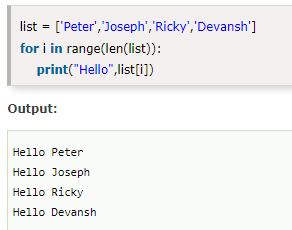 list = ['Peter','Joseph','Ricky','Devansh']
for i in range(len(list)):
    print("Hello",list[i])
Output:
Hello Peter
Hello Joseph
Hello Ricky
Hello Devansh